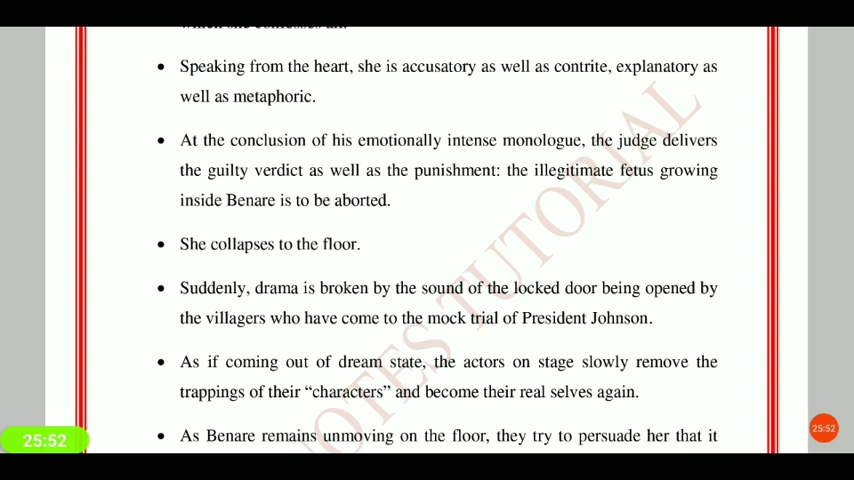 Speaking from the heart, she is accusatory as well as contrite, explanatory as
well as metaphoric.
At the conclusion of his emotionally intense monologue, the judge delivers
the guilty verdict as well as the punishment: the illegitimate fetus growing
inside Benare is to be aborted.
She collapses to the floor.
Suddenly, drama is broken by the sound of the locked door being opened by
the villagers who have come to the mock trial of President Johnson.
As if coming out of dream state, the actors on stage slowly remove the
trappings of their “characters” and become their real selves again.
As Benare remains unmoving on the floor, they try to persuade her that it
OTES TUTORIAL
25:52
25:52